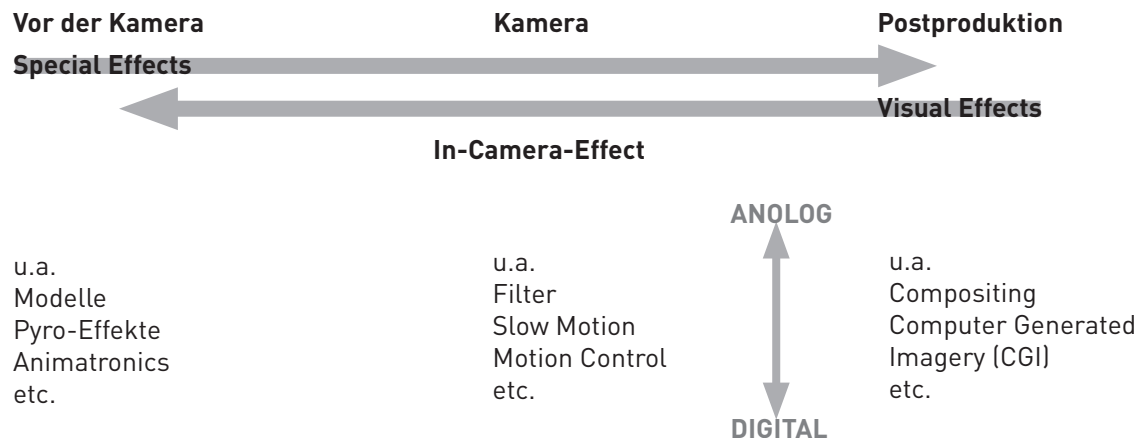 Vor der Kamera
Kamera
Postproduktion
Special Effects
Visual Effects
In-Camera-Effect
ANOLOG
u.a.
Modelle
Pyro-Effekte
Animatronics
etc.
u.a.
Filter
Slow Motion
Motion Control
etc.
u.a.
Compositing
Computer Generated
Imagery (CGI)
etc.
DIGITAL